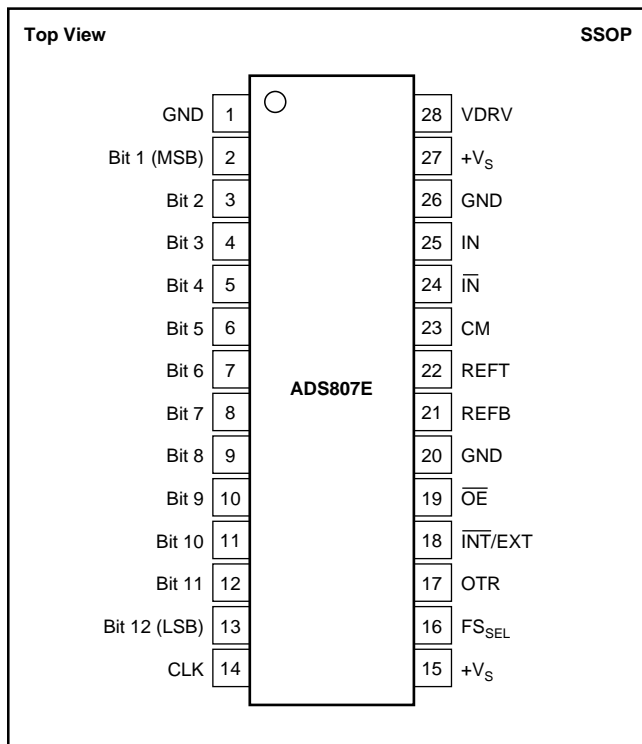 Top View SSOP
GND 1 28 VDRV
Bit 1 (MSB) 2 27 +VS
Bit 2 3 26 GND
Bit 3 4 25 IN
Bit 4 5 24 I̅N̅
Bit 5 6 23 CM
Bit 6 7 22 REFT
ADS807E
Bit 7 8 21 REFB
Bit 8 9 20 GND
Bit 9 10 19 O̅E̅
Bit 10 11 18 I̅N̅T̅/EXT
Bit 11 12 17 OTR
Bit 12 (LSB) 13 16 FSSEL
CLK 14 15 +VS